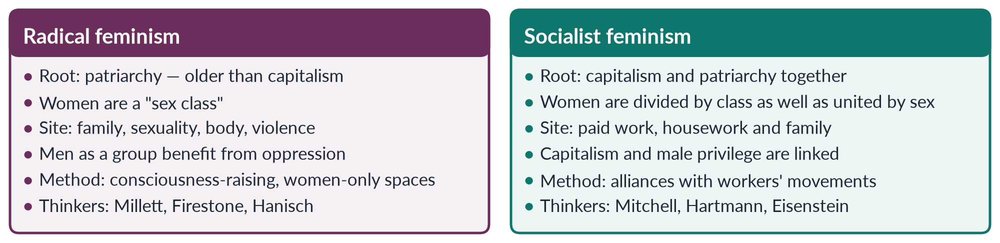 Radical feminism
• Root: patriarchy — older than capitalism
• Women are a "sex class"
• Site: family, sexuality, body, violence
• Men as a group benefit from oppression
• Method: consciousness-raising, women-only spaces
• Thinkers: Millett, Firestone, Hanisch
Socialist feminism
• Root: capitalism and patriarchy together
• Women are divided by class as well as united by sex
• Site: paid work, housework and family
• Capitalism and male privilege are linked
• Method: alliances with workers' movements
• Thinkers: Mitchell, Hartmann, Eisenstein